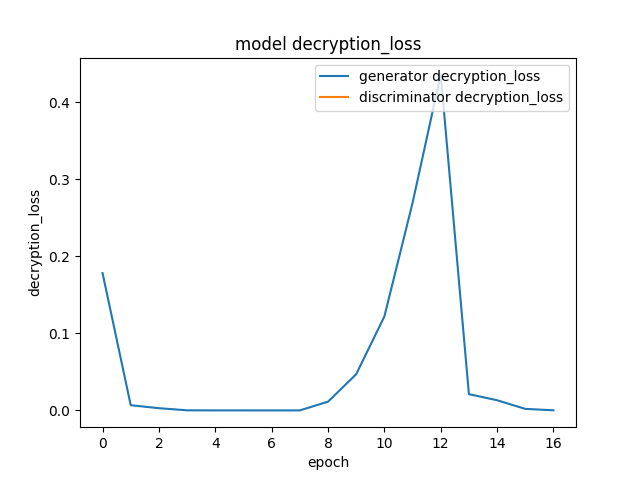 model decryption_loss
generator decryption_loss
discriminator decryption_loss
decryption_loss
0.4
0.3
0.2
0.1
0.0
0 2 4 6 8 10 12 14 16
epoch